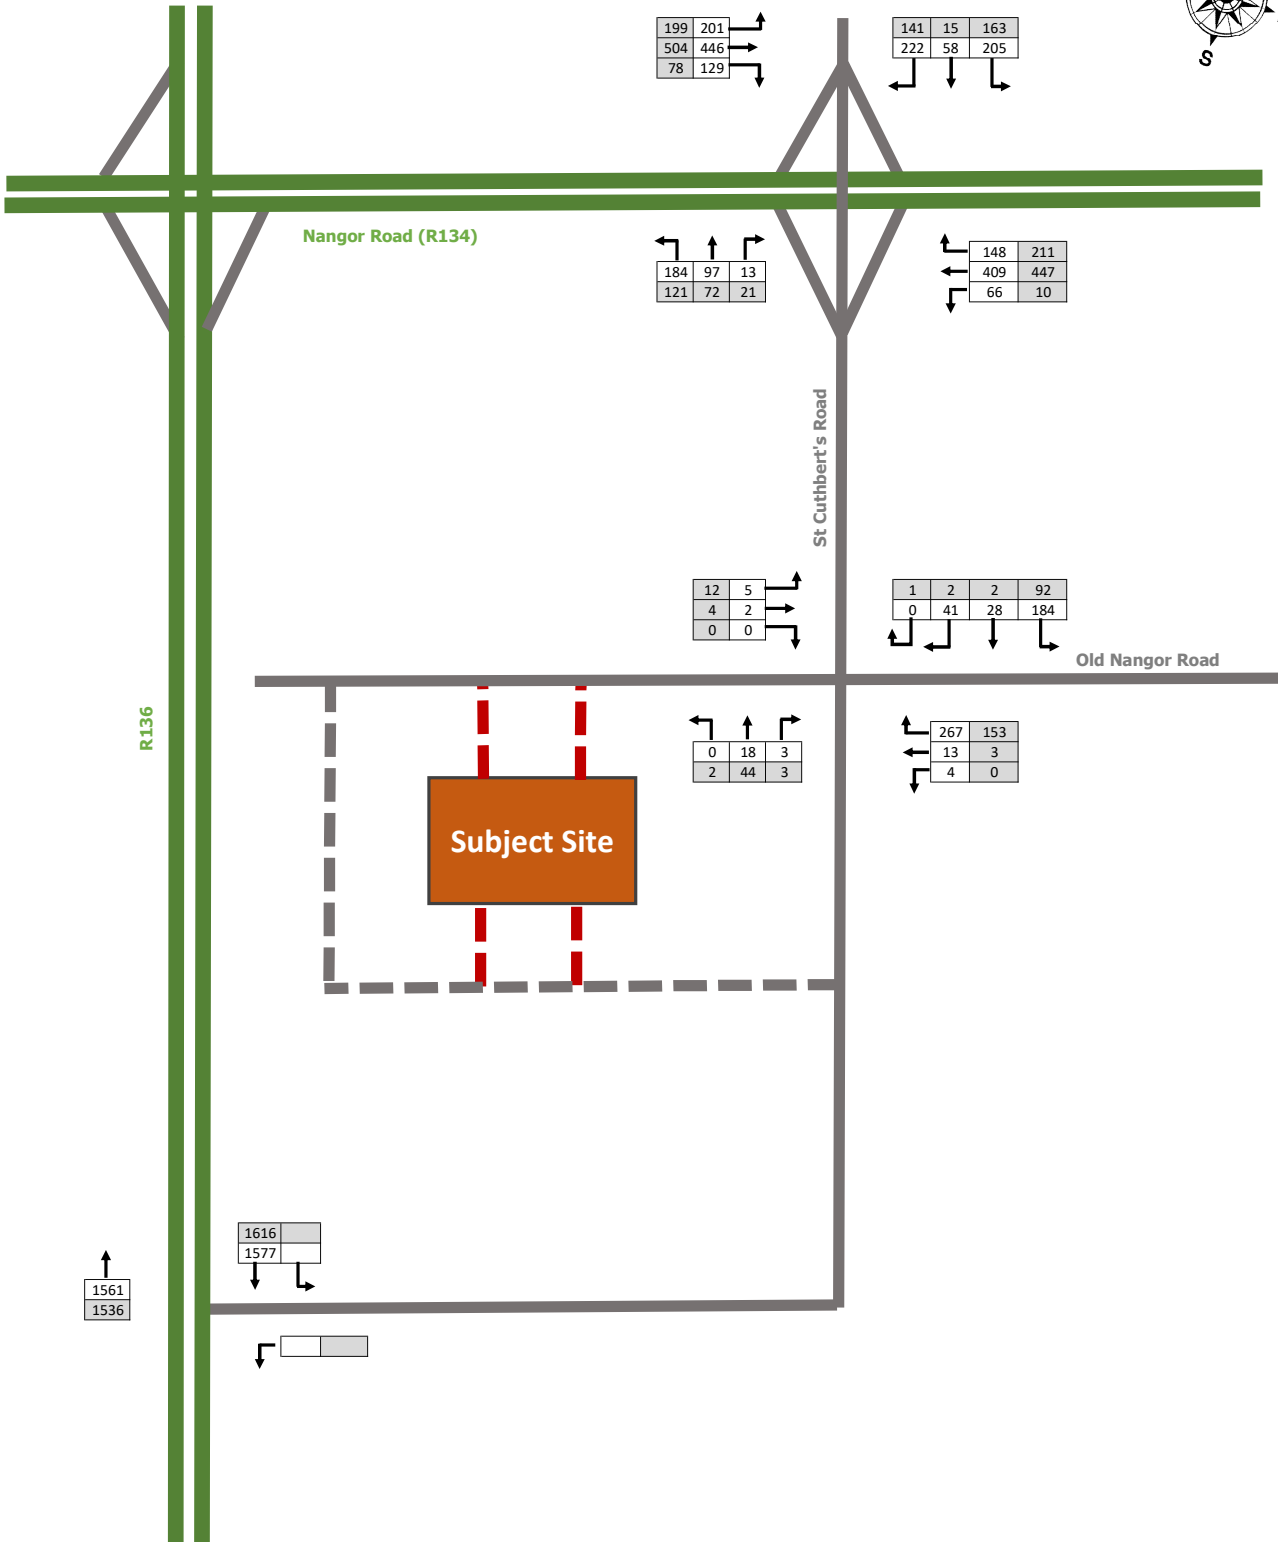 199 201
504 446
78 129
141 15 163
222 58 205
S
Nangor Road (R134)
184 97 13
121 72 21
148 211
409 447
66 10
St Cuthbert's Road
12 5
4 2
0 0
1 2 2 92
0 41 28 184
Old Nangor Road
R136
0 18 3
2 44 3
267 153
13 3
4 0
Subject Site
1616
1577
1561
1536